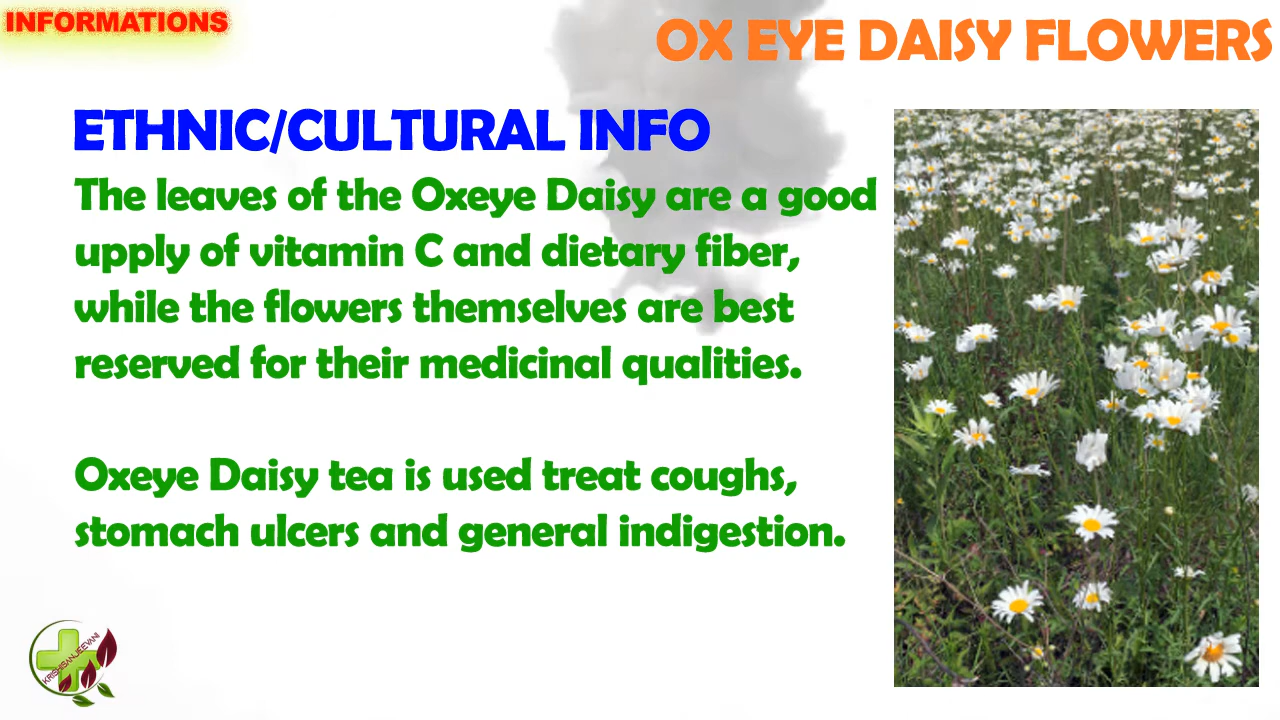 INFORMATIONS
OX EYE DAISY FLOWERS
ETHNIC/CULTURAL INFO
The leaves of the Oxeye Daisy are a good
upply of vitamin C and dietary fiber,
while the flowers themselves are best
reserved for their medicinal qualities.
Oxeye Daisy tea is used treat coughs,
stomach ulcers and general indigestion.
KRISHISANJEEVANI